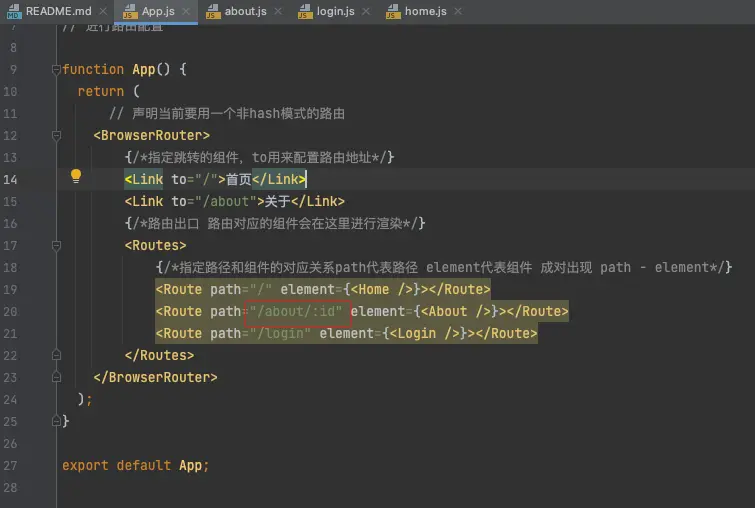 README.md App.js about.js login.js home.js
// 进行路由配置
8
9 function App() {
10 return (
11 // 声明当前要用一个非hash模式的路由
12 <BrowserRouter>
13 {/*指定跳转的组件，to用来配置路由地址*/}
14 <Link to="/">首页</Link>
15 <Link to="/about">关于</Link>
16 {/*路由出口 路由对应的组件会在这里进行渲染*/}
17 <Routes>
18 {/*指定路径和组件的对应关系path代表路径 element代表组件 成对出现 path - element*/}
19 <Route path="/" element={<Home />}></Route>
20 <Route path="/about/:id" element={<About />}></Route>
21 <Route path="/login" element={<Login />}></Route>
22 </Routes>
23 </BrowserRouter>
24 );
25 }
26
27 export default App;
28